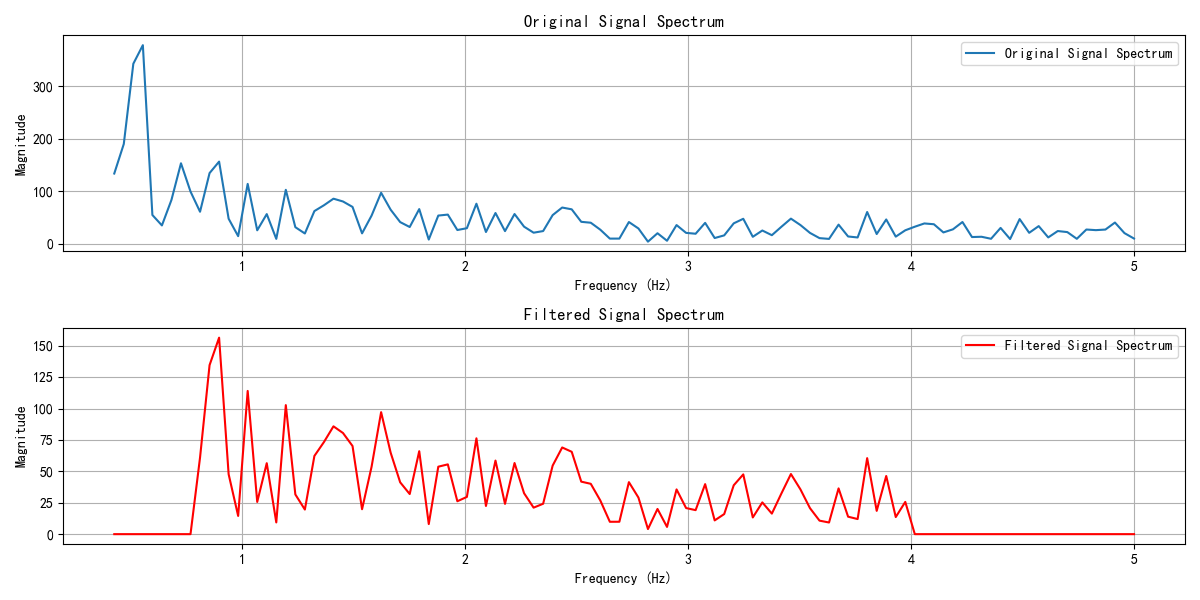 Original Signal Spectrum
Original Signal Spectrum
Magnitude
300
200
100
0
1 2 3 4 5
Frequency (Hz)
Filtered Signal Spectrum
Filtered Signal Spectrum
Magnitude
150
125
100
75
50
25
0
1 2 3 4 5
Frequency (Hz)